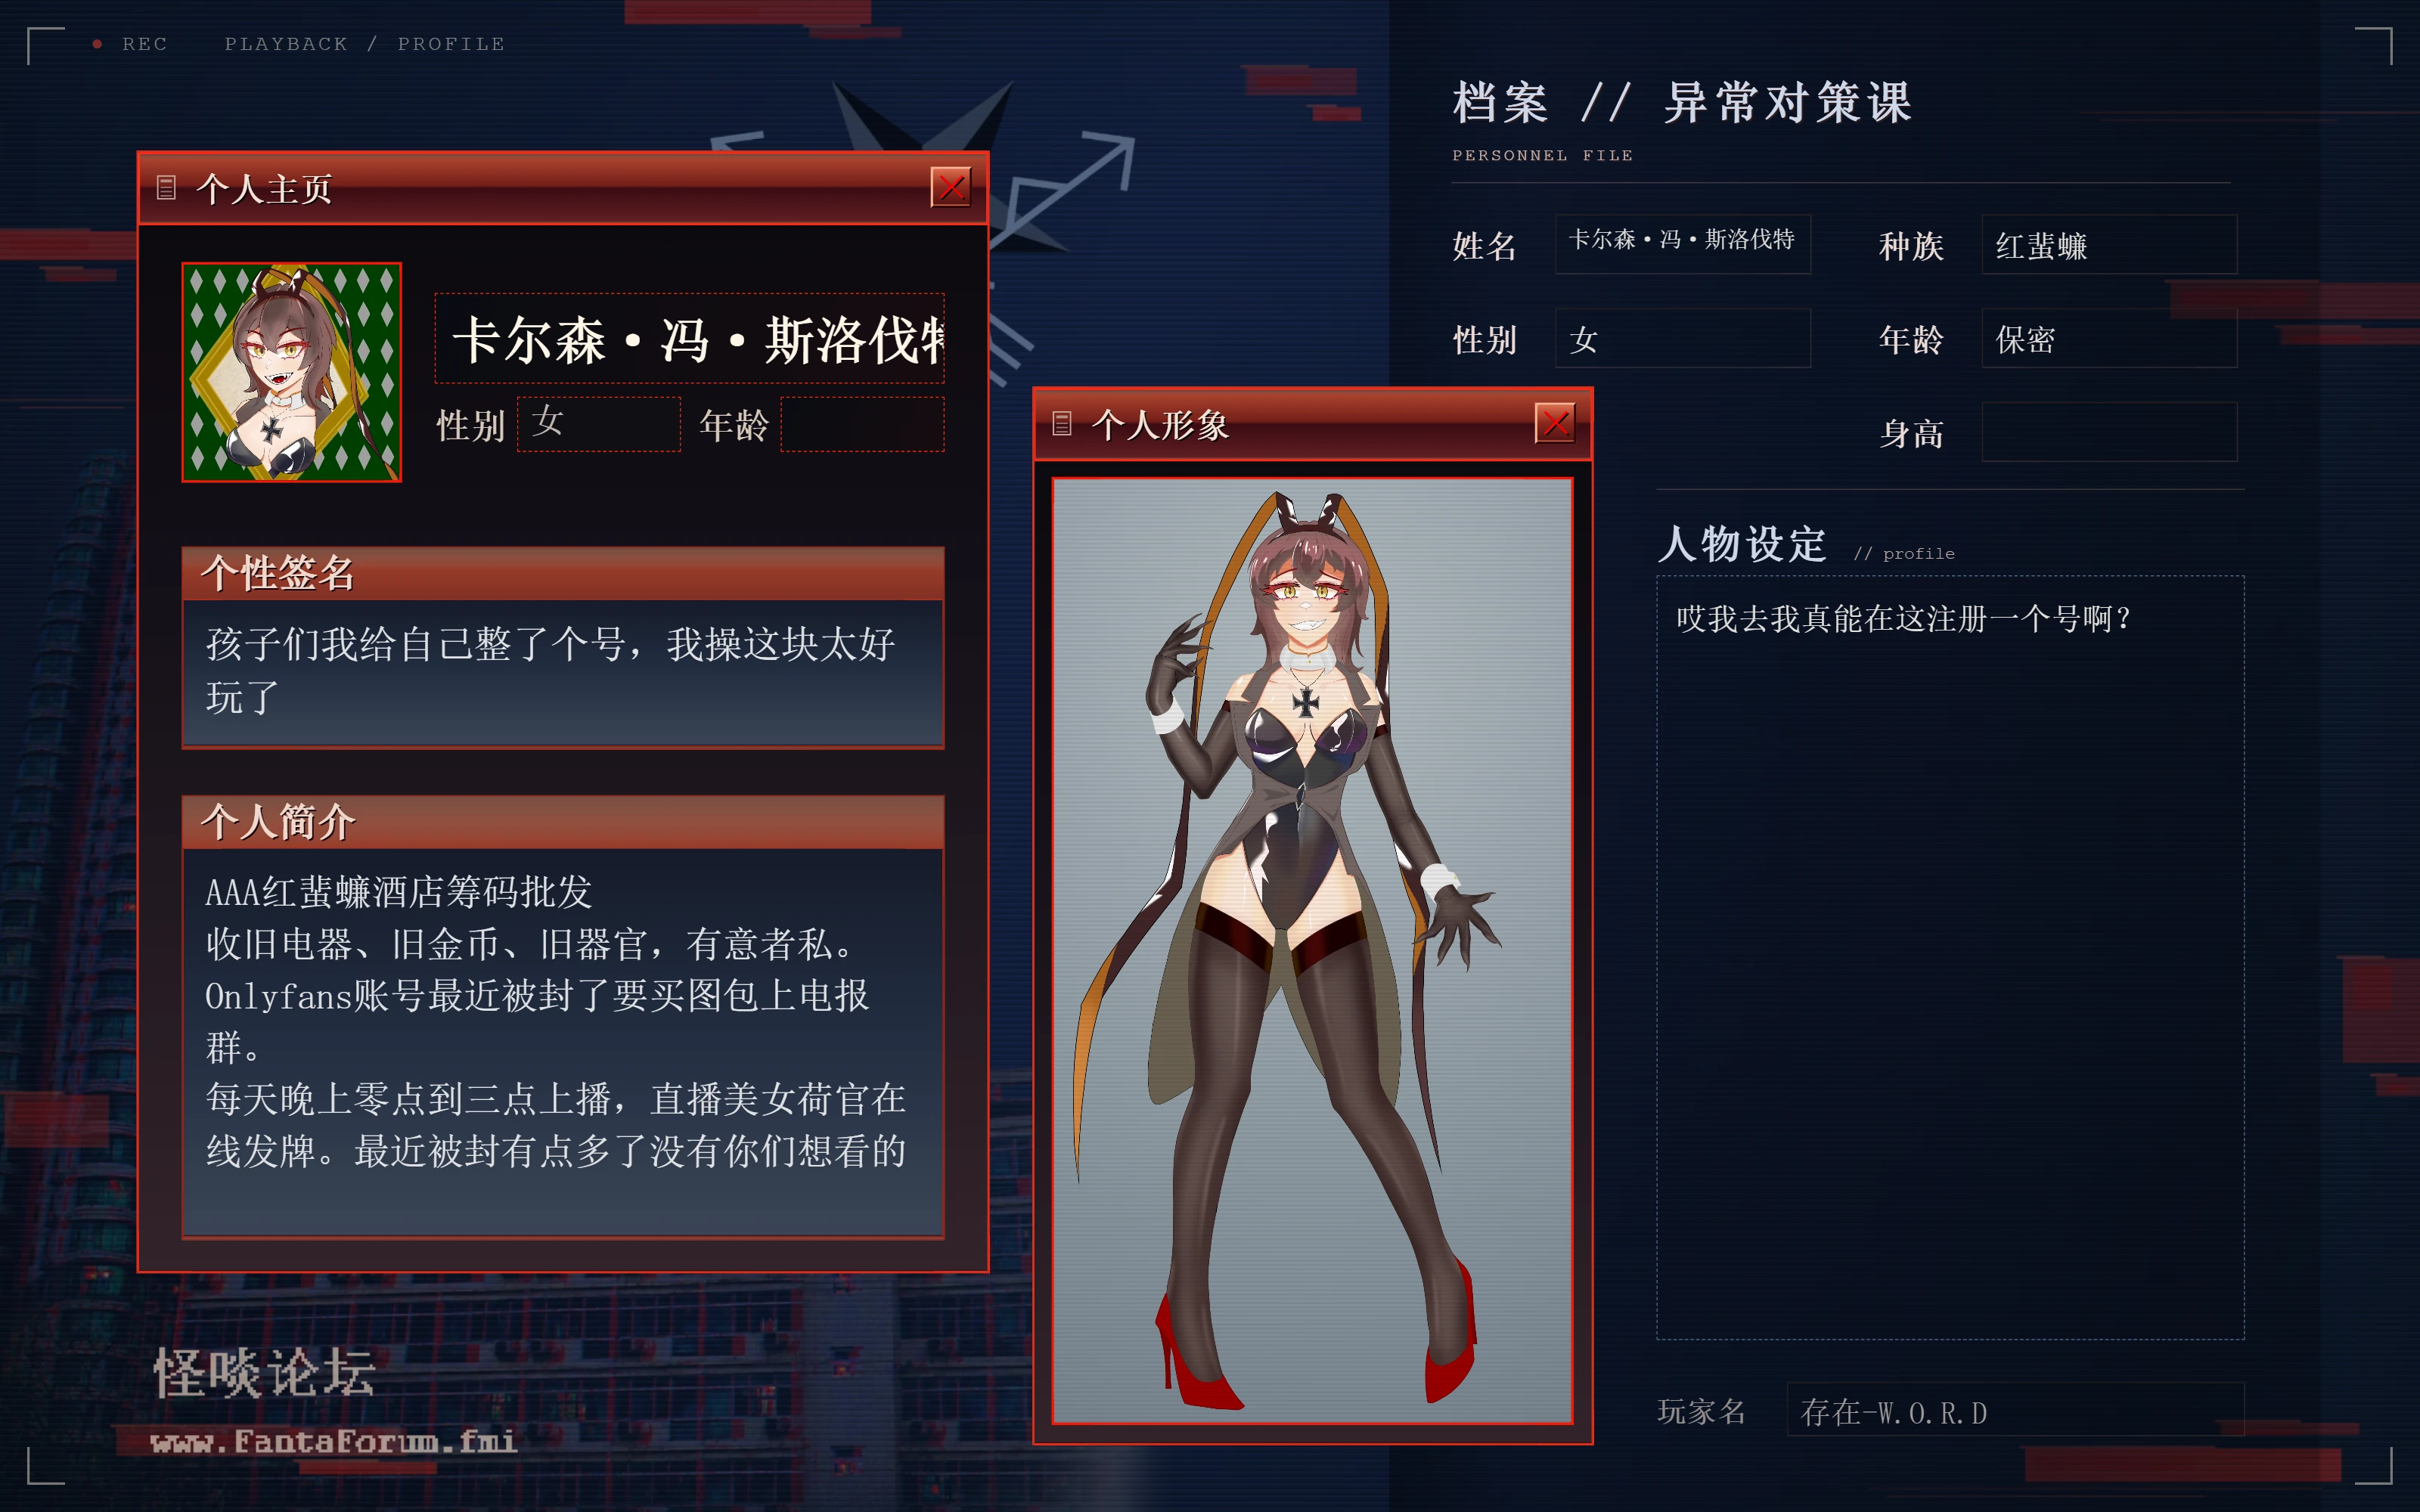 REC PLAYBACK / PROFILE
个人主页
卡尔森·冯·斯洛伐特
性别 女 年龄
个性签名
孩子们我给自己整了个号，我操这块太好
玩了
个人简介
AAA红蜚蠊酒店筹码批发
收旧电器、旧金币、旧器官，有意者私。
Onlyfans账号最近被封了要买图包上电报
群。
每天晚上零点到三点上播，直播美女荷官在
线发牌。最近被封有点多了没有你们想看的
怪啖论坛
www.FantaForum.fmi
个人形象
档案 // 异常对策课
PERSONNEL FILE
姓名 卡尔森·冯·斯洛伐特 种族 红蜚蠊
性别 女 年龄 保密
身高
人物设定 // profile
哎我去我真能在这注册一个号啊？
玩家名 存在-W.O.R.D